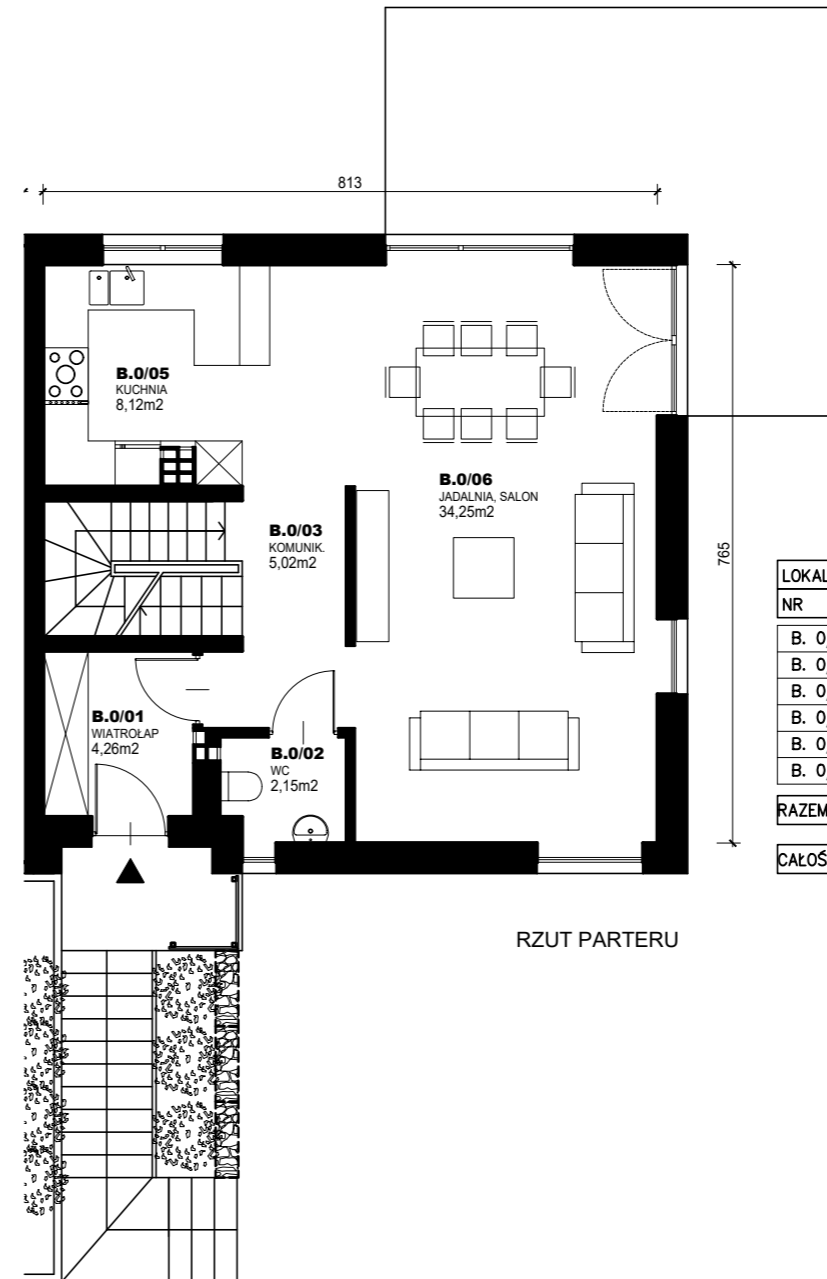 813
B.0/05
KUCHNIA
8,12m2
B.0/06
JADALNIA, SALON
34,25m2
B.0/03
KOMUNIK.
5,02m2
765
B.0/01
WIATROŁAP
4,26m2
B.0/02
WC
2,15m2
LOKAL
NR
B. 0
B. 0
B. 0
B. 0
B. 0
B. 0
RAZEM
CAŁOŚ
RZUT PARTERU